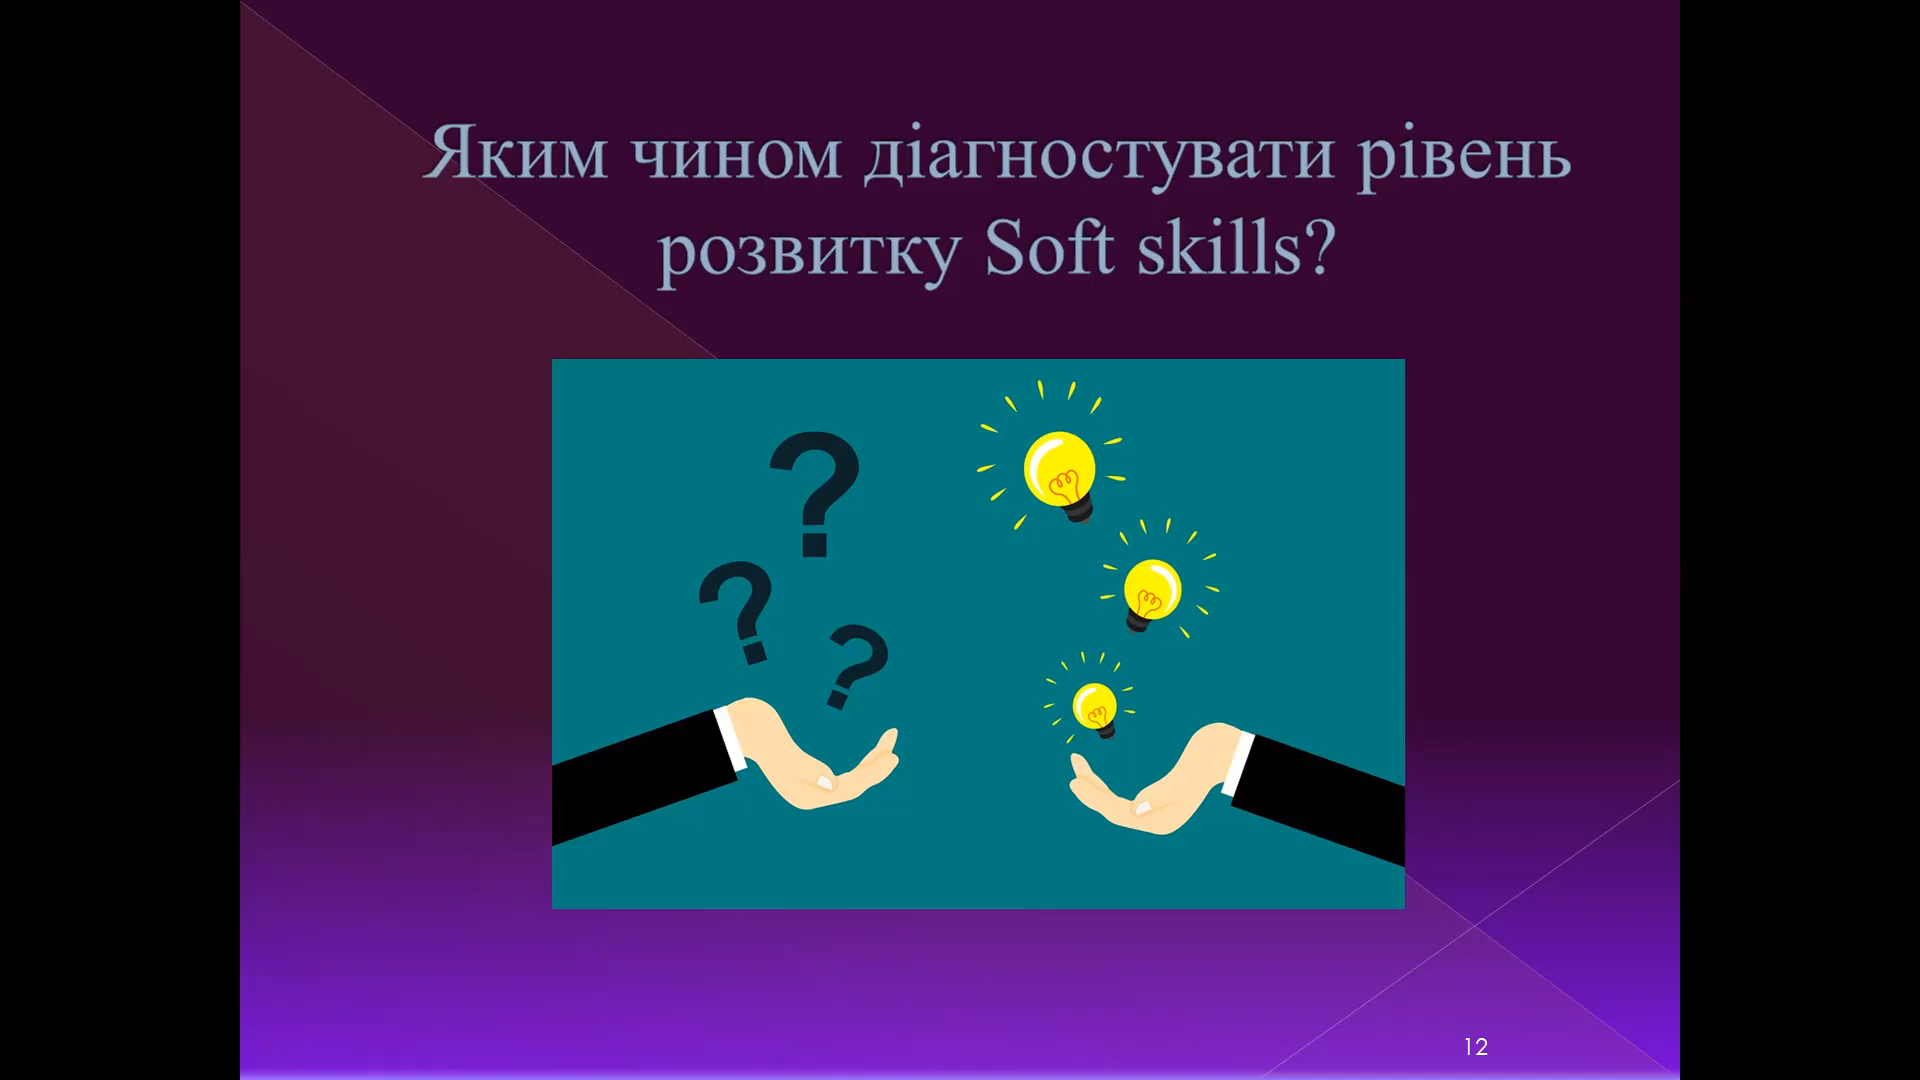 Яким чином діагностувати рівень
розвитку Soft skills?
? 
?
?
12